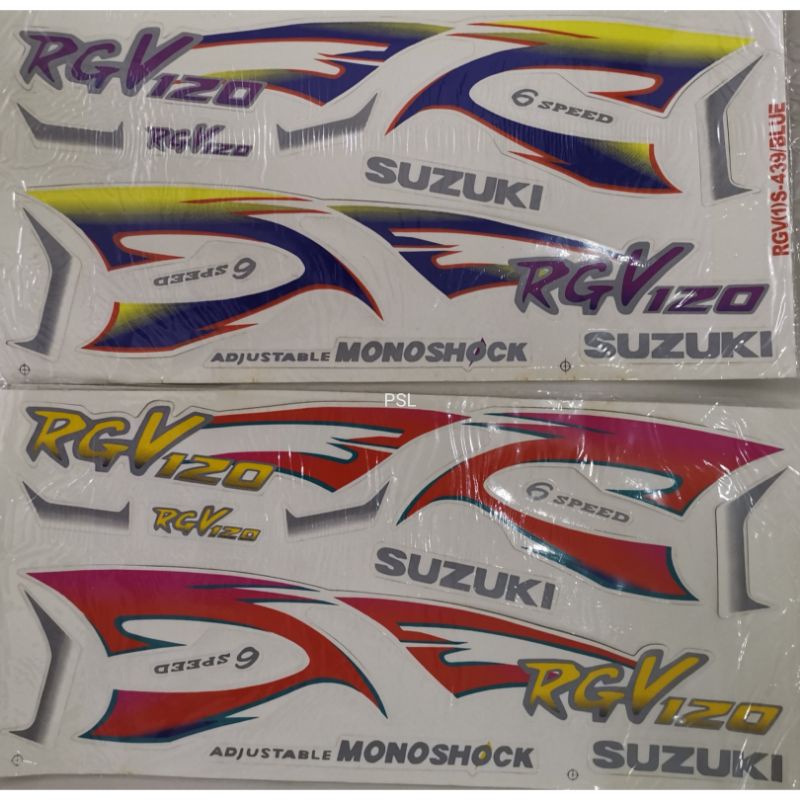 RGV120
6 SPEED
RGV120
SUZUKI
RGV(1)S-439/BLUE
6 SPEED
RGV120
ADJUSTABLE MONOSHOCK
SUZUKI
PSL
RGV120
6 SPEED
RGV120
SUZUKI
6 SPEED
RGV120
ADJUSTABLE MONOSHOCK
SUZUKI